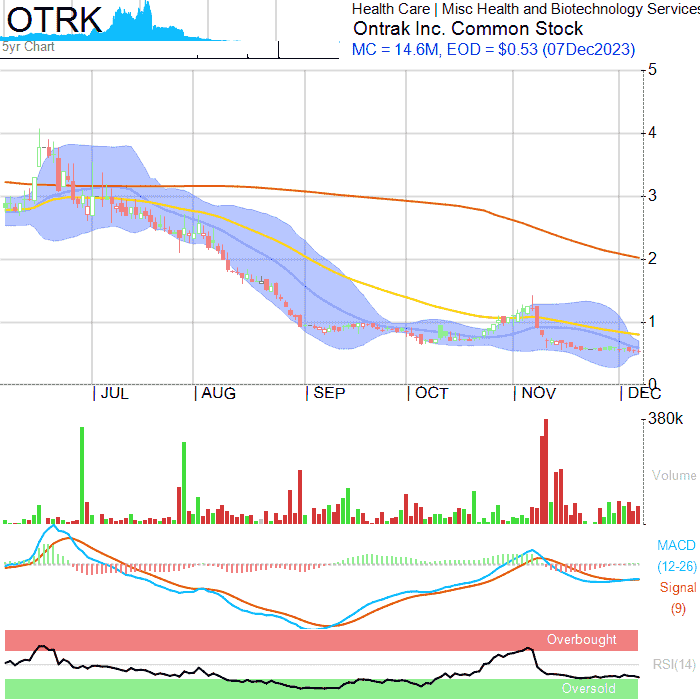 OTRK
Health Care | Misc Health and Biotechnology Services
Ontrak Inc. Common Stock
5yr Chart
MC = 14.6M, EOD = $0.53 (07Dec2023)
5
4
3
2
1
0
| JUL | AUG | SEP | OCT | NOV | DEC
380k
Volume
MACD
(12-26)
Signal
(9)
Overbought
RSI(14)
Oversold